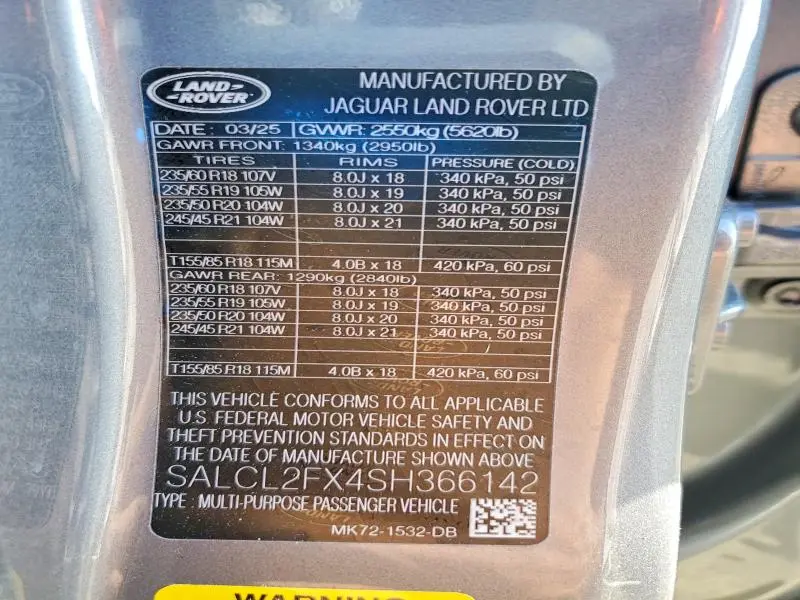 LAND ROVER
MANUFACTURED BY
JAGUAR LAND ROVER LTD
DATE : 03/25 GVWR: 2550kg (5620lb)
GAWR FRONT: 1340kg (2950lb)
TIRES RIMS PRESSURE (COLD)
235/60 R18 107V 8.0J x 18 340 kPa, 50 psi
235/55 R19 105W 8.0J x 19 340 kPa, 50 psi
235/50 R20 104W 8.0J x 20 340 kPa, 50 psi
245/45 R21 104W 8.0J x 21 340 kPa, 50 psi
T155/85 R18 115M 4.0B x 18 420 kPa, 60 psi
GAWR REAR: 1290kg (2840lb)
235/60 R18 107V 8.0J x 18 340 kPa, 50 psi
235/55 R19 105W 8.0J x 19 340 kPa, 50 psi
235/50 R20 104W 8.0J x 20 340 kPa, 50 psi
245/45 R21 104W 8.0J x 21 340 kPa, 50 psi
T155/85 R18 115M 4.0B x 18 420 kPa, 60 psi
THIS VEHICLE CONFORMS TO ALL APPLICABLE
U.S. FEDERAL MOTOR VEHICLE SAFETY AND
THEFT PREVENTION STANDARDS IN EFFECT ON
THE DATE OF MANUFACTURE SHOWN ABOVE
SALCL2FX4SH366142
TYPE : MULTI-PURPOSE PASSENGER VEHICLE
MK72-1532-DB
WARNING